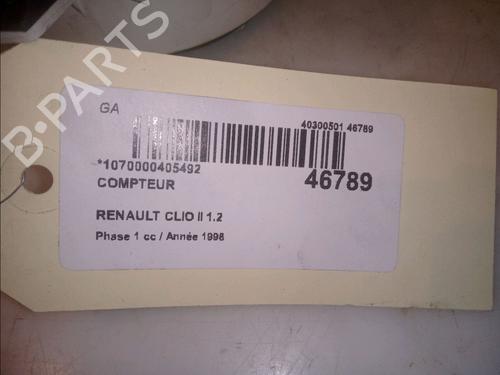 B-PARTS
GA
40300501 46789
*1070000405492
46789
COMPTEUR
RENAULT CLIO II 1.2
Phase 1 cc / Année 1998